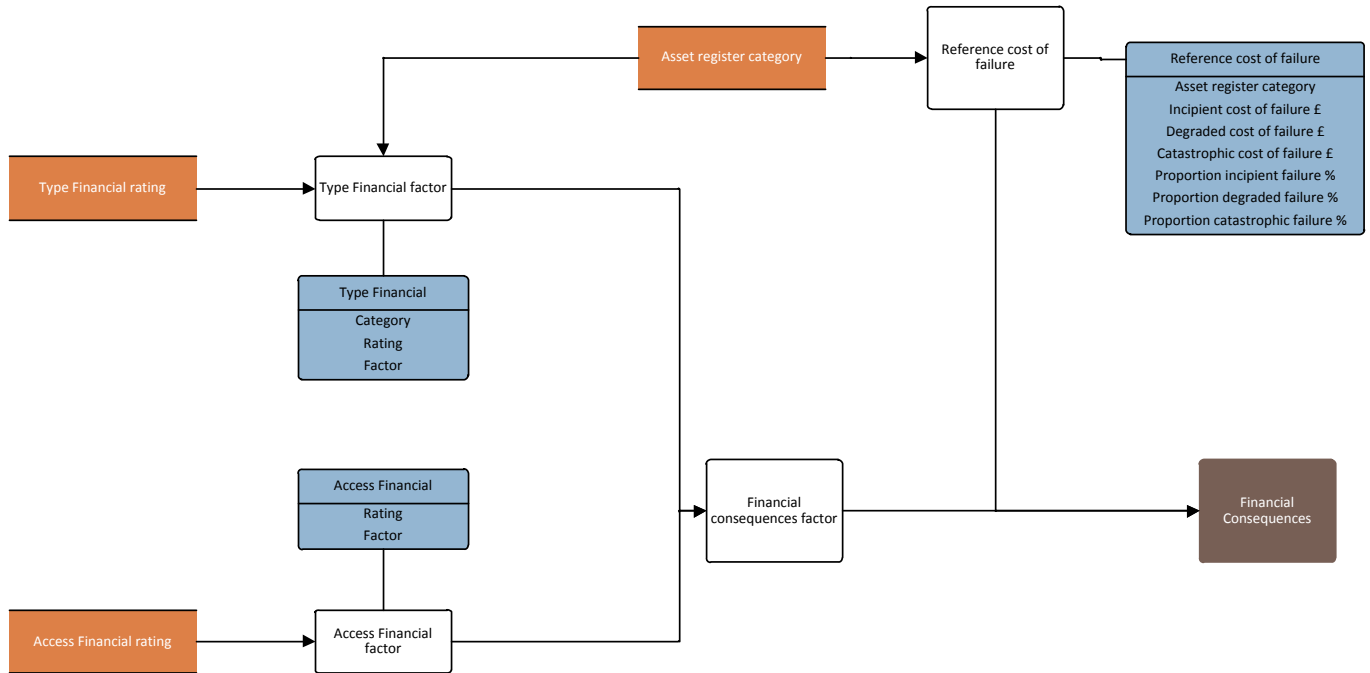 Asset register category
Reference cost of
failure
Reference cost of failure
Asset register category
Incipient cost of failure £
Degraded cost of failure £
Catastrophic cost of failure £
Proportion incipient failure %
Proportion degraded failure %
Proportion catastrophic failure %
Type Financial rating
Type Financial factor
Type Financial
Category
Rating
Factor
Access Financial
Rating
Factor
Financial
consequences factor
Financial
Consequences
Access Financial rating
Access Financial
factor